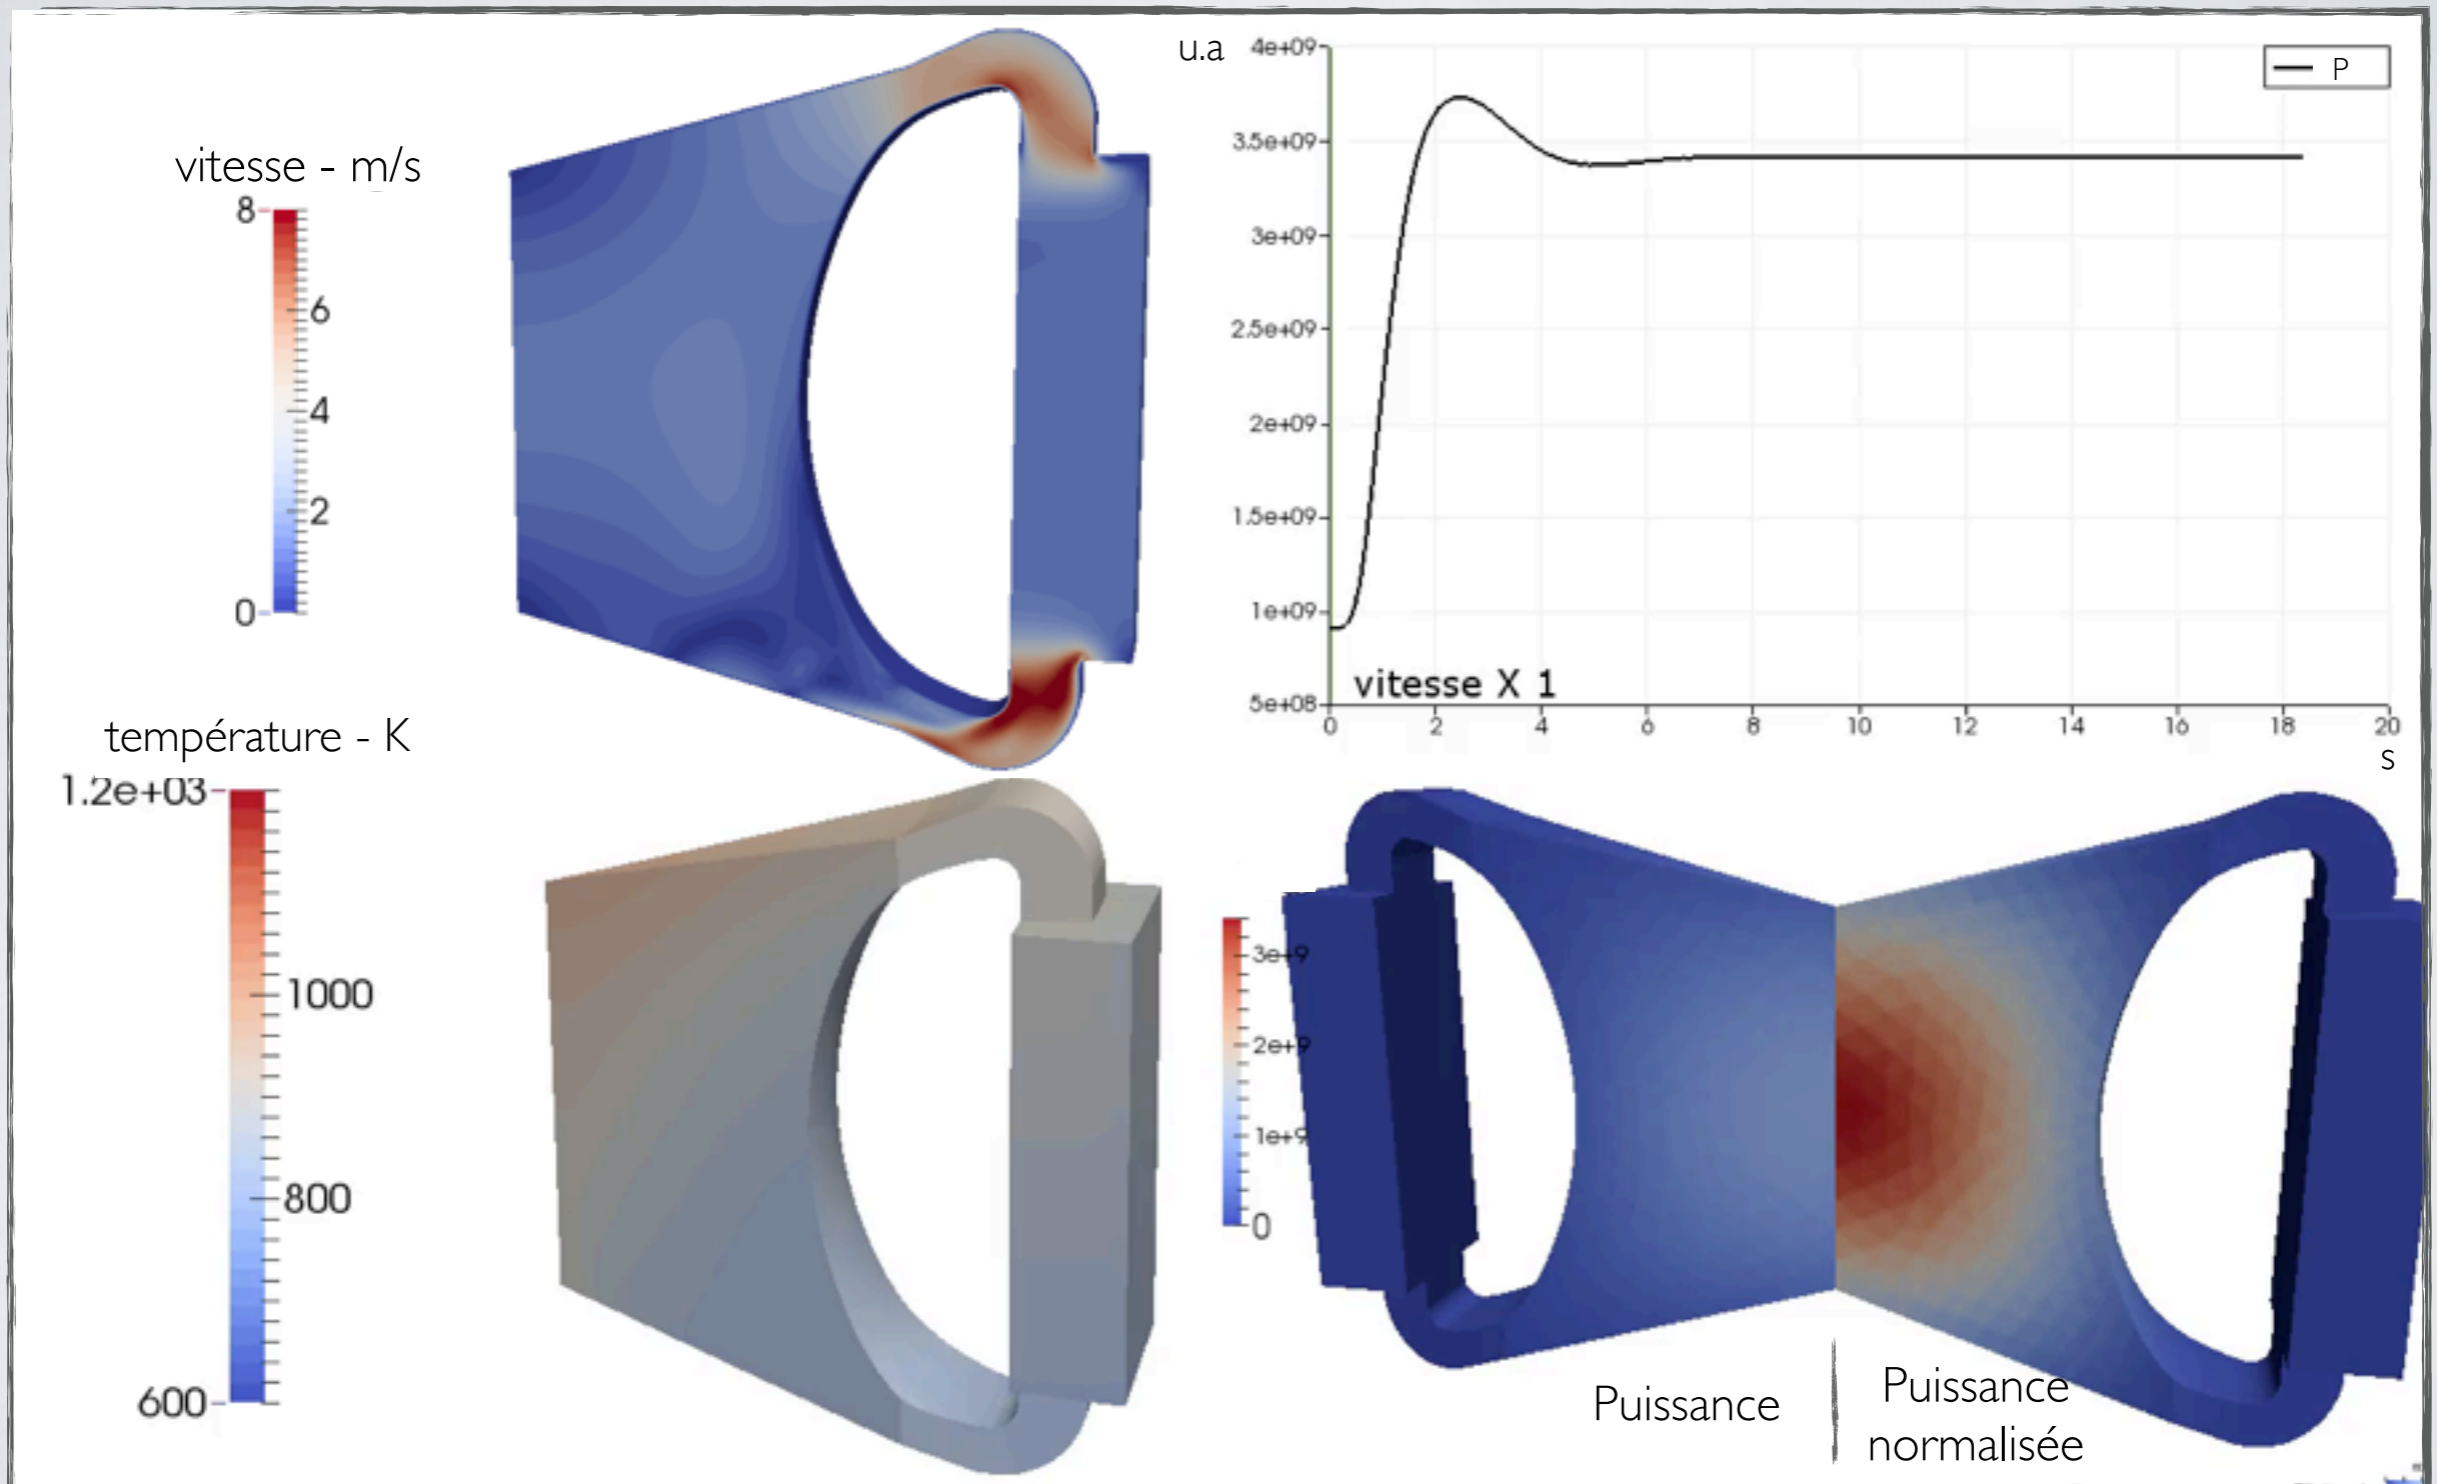 vitesse - m/s
8
6
4
2
0
u.a
4e+09
3.5e+09
3e+09
2.5e+09
2e+09
1.5e+09
1e+09
5e+08
P
vitesse X 1
0 2 4 6 8 10 12 14 16 18 20
s
température - K
1.2e+03
1000
800
600
3e+9
2e+9
1e+9
0
Puissance
Puissance
normalisée